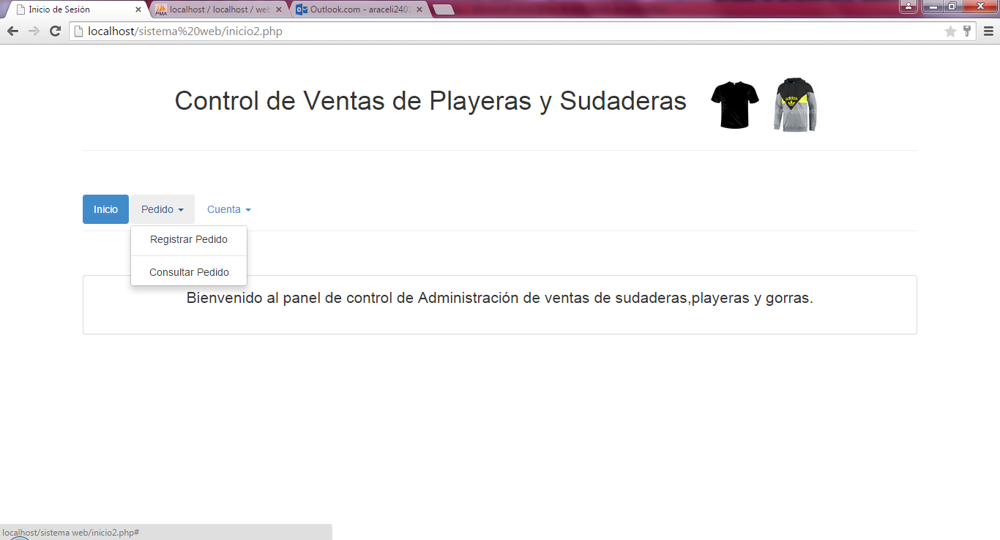 Inicio de Sesión
localhost / localhost / web
Outlook.com - araceli2401
localhost/sistema%20web/inicio2.php
Control de Ventas de Playeras y Sudaderas
adidas
Inicio Pedido Cuenta
Registrar Pedido
Consultar Pedido
Bienvenido al panel de control de Administración de ventas de sudaderas,playeras y gorras.
localhost/sistema web/inicio2.php#